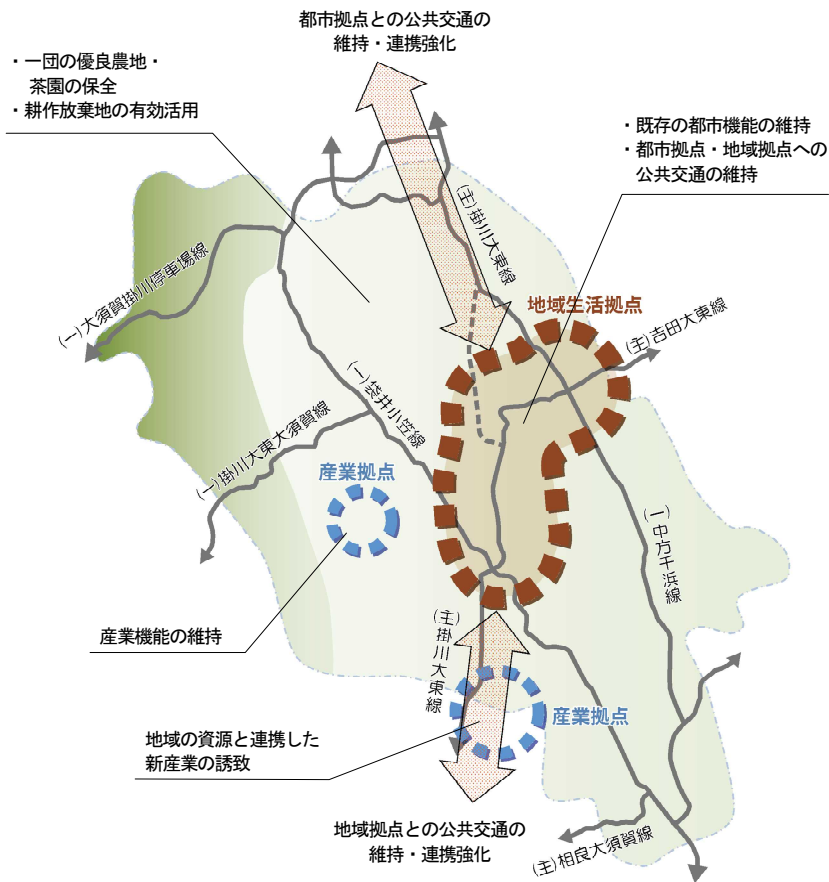 都市拠点との公共交通の
維持・連携強化
・一団の優良農地・
茶園の保全
・耕作放棄地の有効活用
・既存の都市機能の維持
・都市拠点・地域拠点への
公共交通の維持
(主)掛川大東線
(一)大須賀掛川停車場線
地域生活拠点
(主)吉田大東線
(一)袋井小笠線
(一)掛川大東大須賀線
産業拠点
(一)中方千浜線
産業機能の維持
(主)掛川大東線
産業拠点
地域の資源と連携した
新産業の誘致
地域拠点との公共交通の
維持・連携強化
(主)相良大須賀線